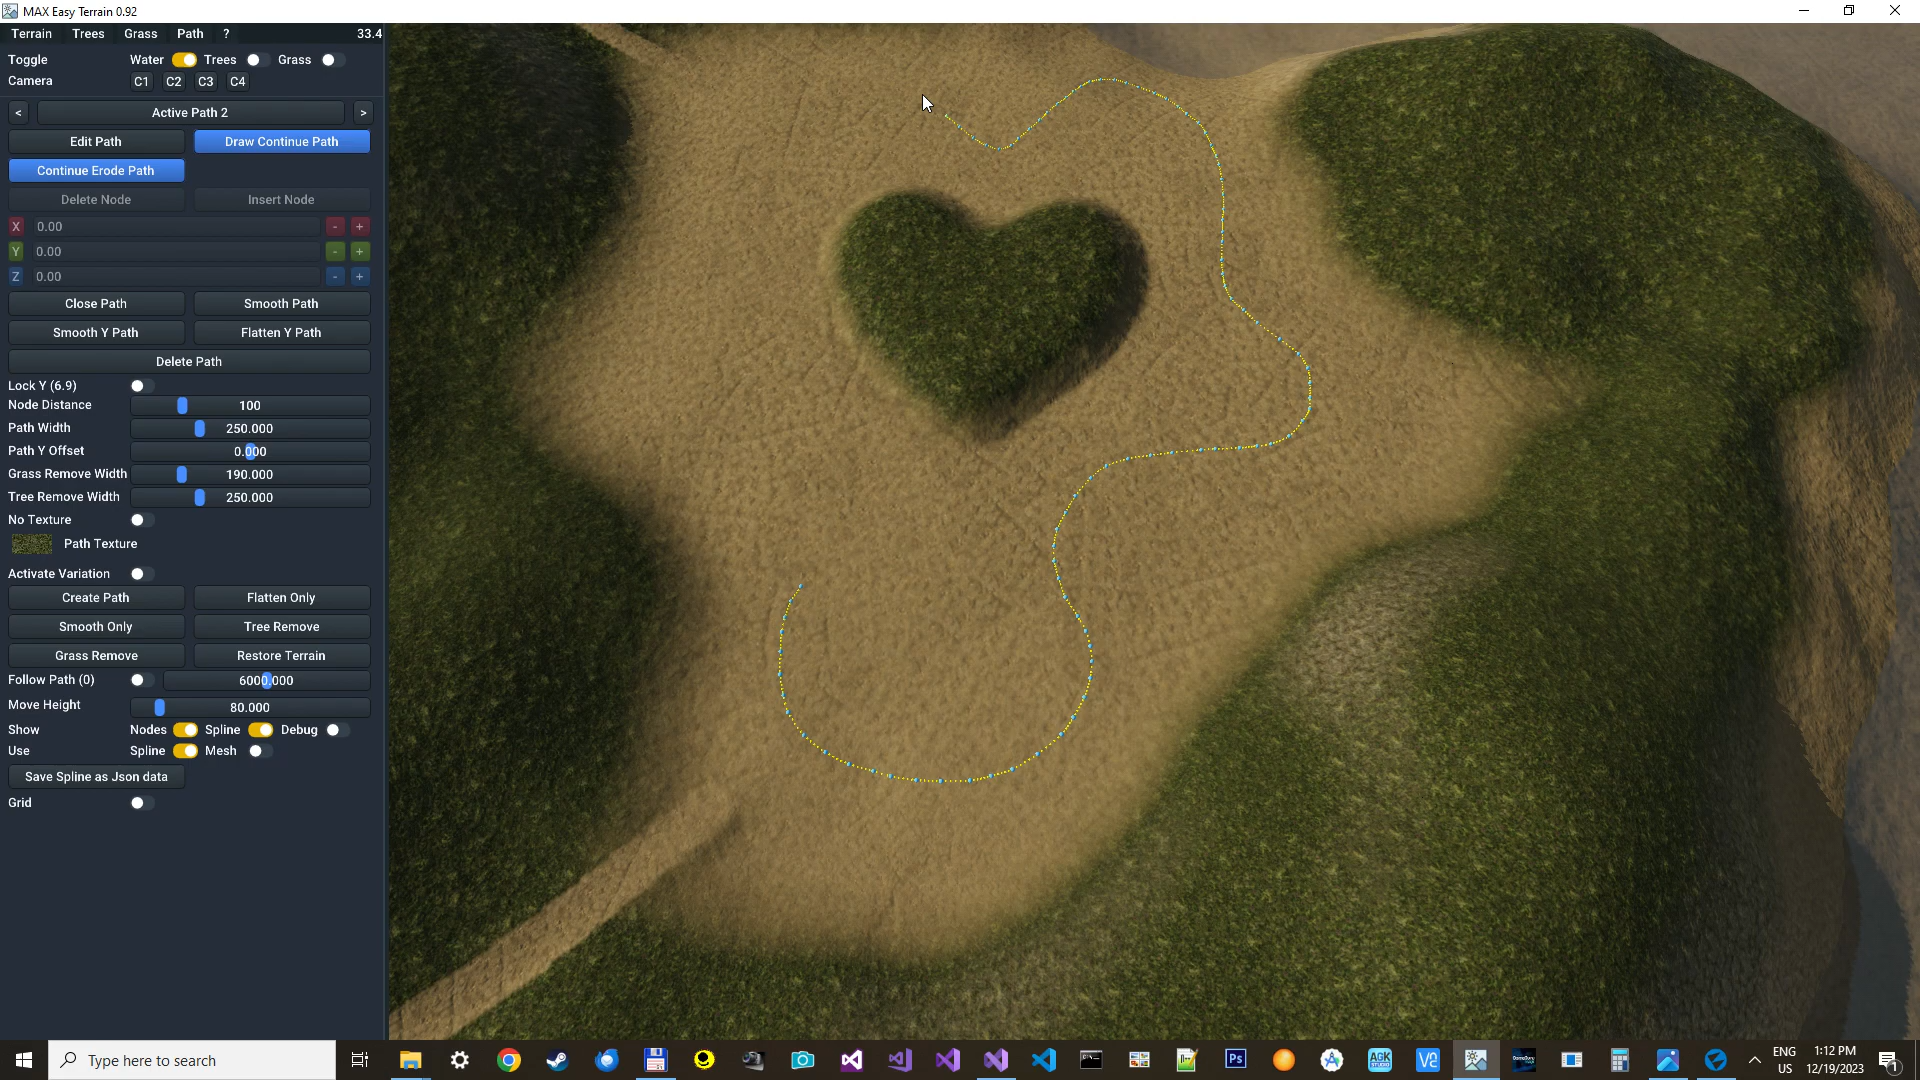 MAX Easy Terrain 0.92
Terrain Trees Grass Path ? 33.4
Toggle Water Trees Grass
Camera C1 C2 C3 C4
< Active Path 2 >
Edit Path Draw Continue Path
Continue Erode Path
Delete Node Insert Node
X 0.00 - +
Y 0.00 - +
Z 0.00 - +
Close Path Smooth Path
Smooth Y Path Flatten Y Path
Delete Path
Lock Y (6.9)
Node Distance 100
Path Width 250.000
Path Y Offset 0.000
Grass Remove Width 190.000
Tree Remove Width 250.000
No Texture
Path Texture
Activate Variation
Create Path Flatten Only
Smooth Only Tree Remove
Grass Remove Restore Terrain
Follow Path (0) 6000.000
Move Height 80.000
Show Nodes Spline Debug
Use Spline Mesh
Save Spline as Json data
Grid
Type here to search
Ps
AGK
STUDIO
ENG
US
1:12 PM
12/19/2023
1